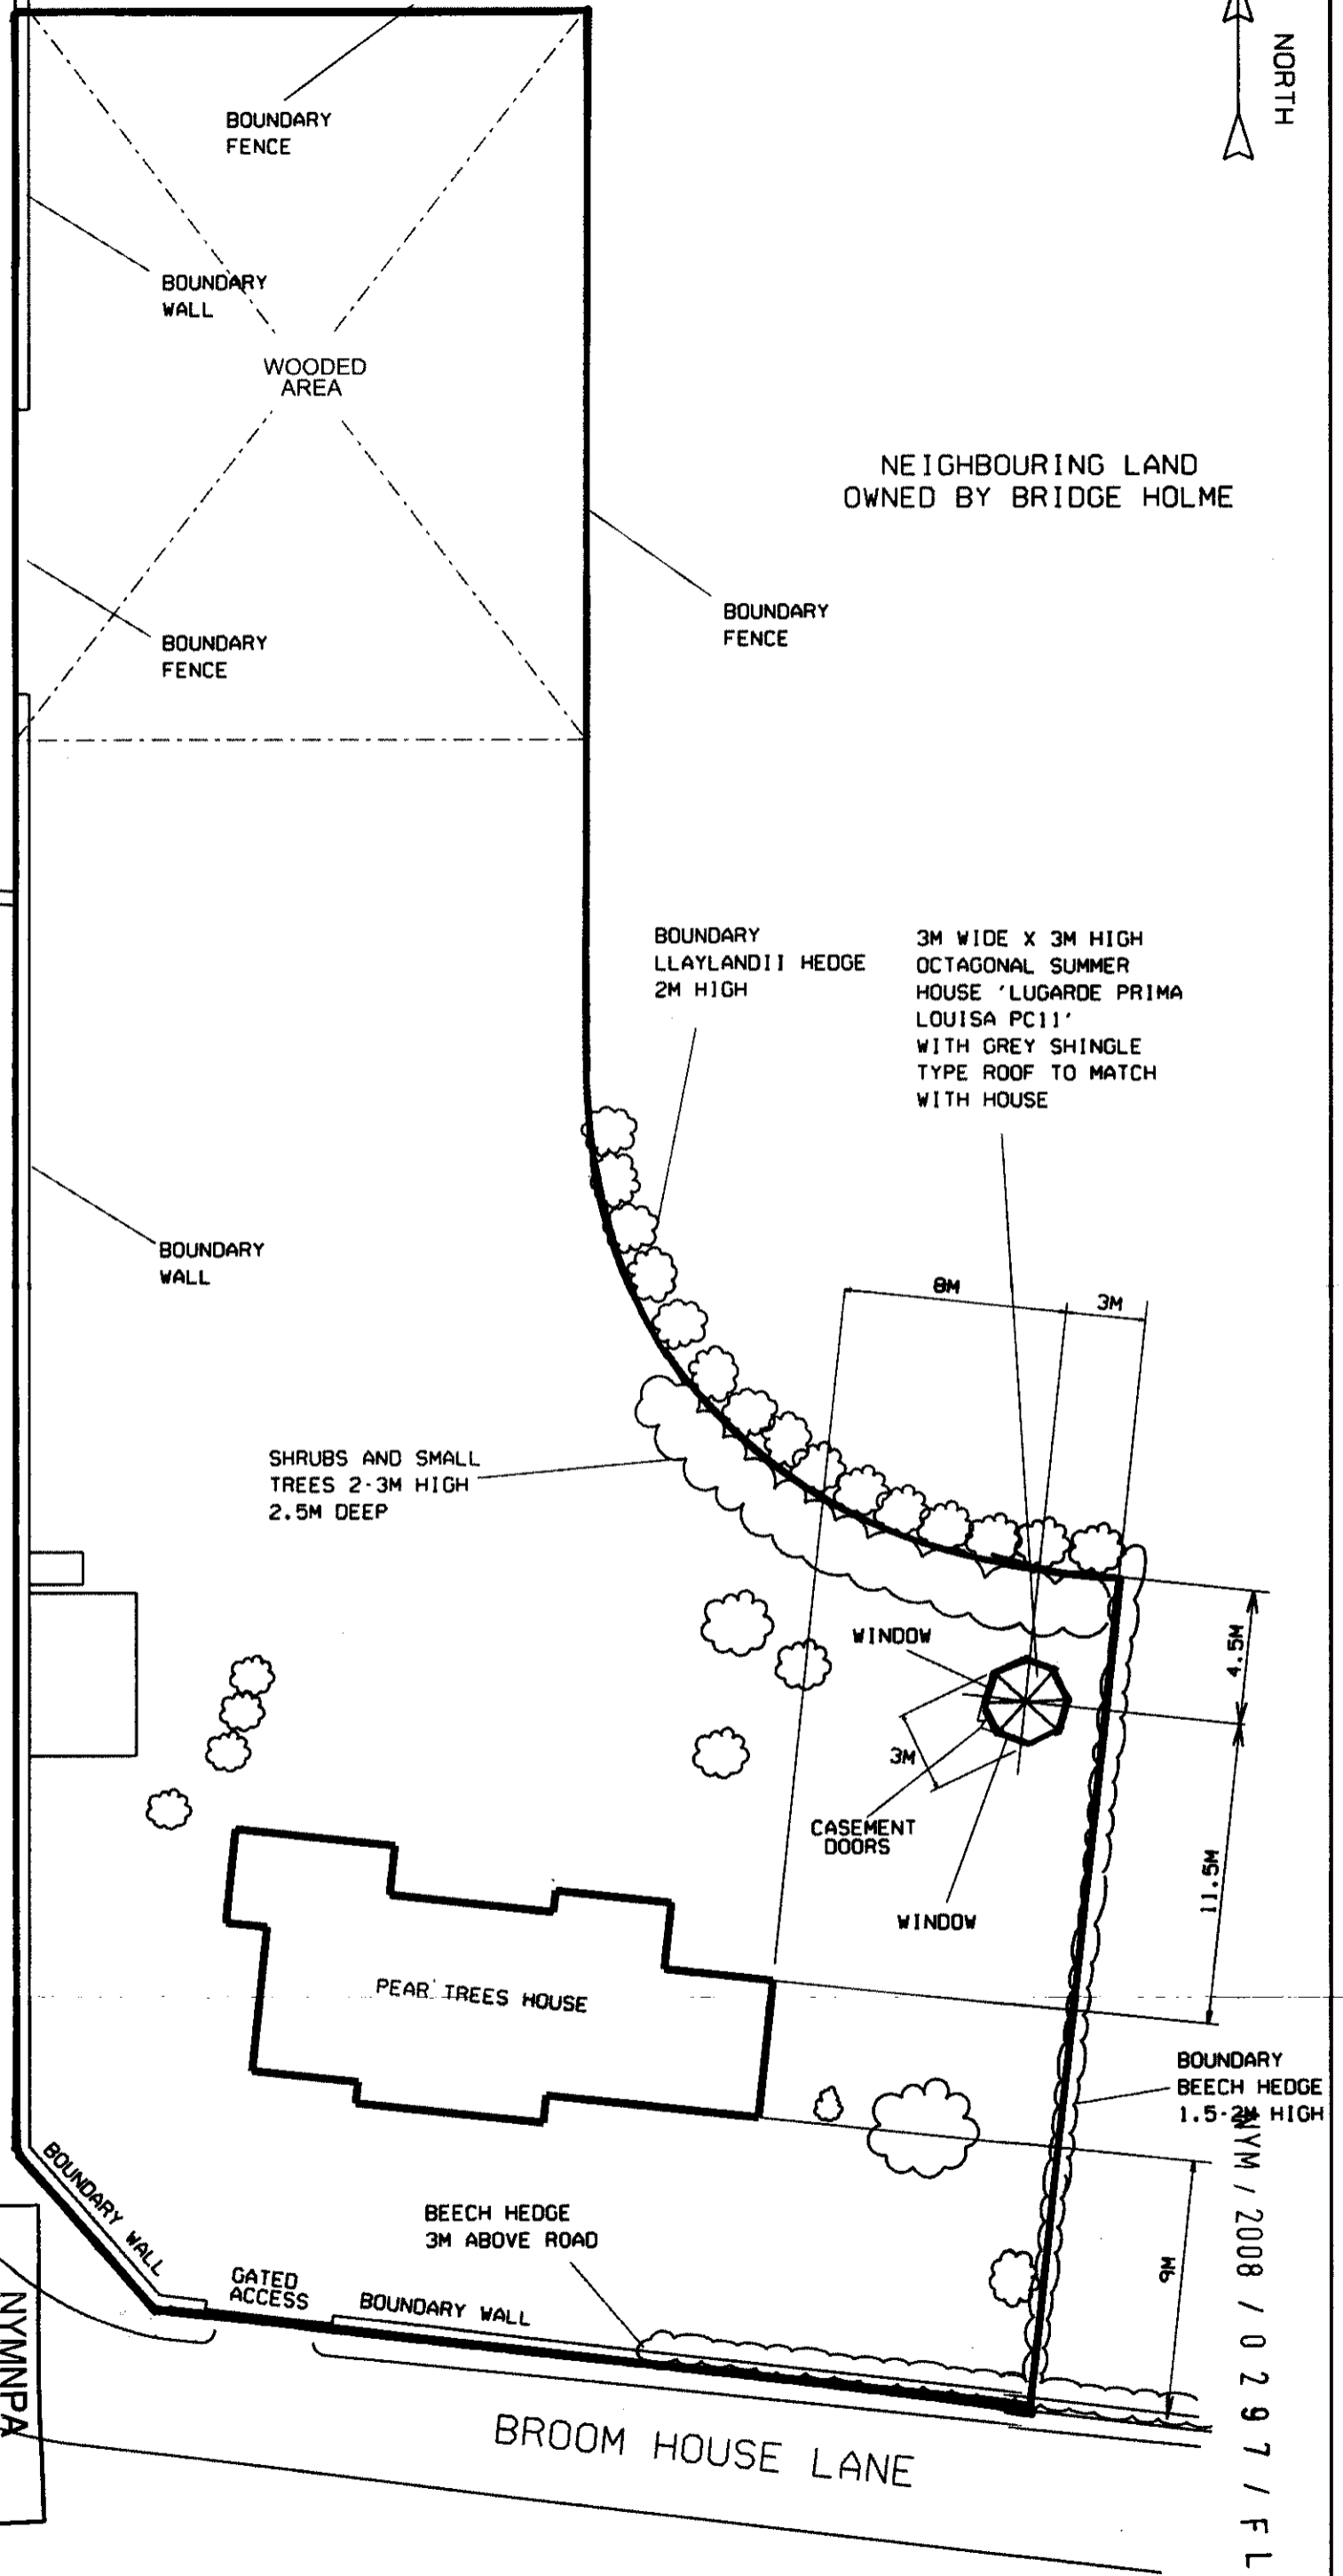 NORTH
BOUNDARY
FENCE
BOUNDARY
WALL
WOODED
AREA
NEIGHBOURING LAND
OWNED BY BRIDGE HOLME
BOUNDARY
FENCE
BOUNDARY
FENCE
BOUNDARY
LLAYLANDII HEDGE
2M HIGH
3M WIDE X 3M HIGH
OCTAGONAL SUMMER
HOUSE 'LUGARDE PRIMA
LOUISA PC11'
WITH GREY SHINGLE
TYPE ROOF TO MATCH
WITH HOUSE
BOUNDARY
WALL
8M
3M
SHRUBS AND SMALL
TREES 2-3M HIGH
2.5M DEEP
WINDOW
4.5M
3M
CASEMENT
DOORS
11.5M
WINDOW
PEAR TREES HOUSE
BOUNDARY
BEECH HEDGE
1.5-2M HIGH
NYM / 2008 / 0297 / FL
BOUNDARY WALL
BEECH HEDGE
3M ABOVE ROAD
9M
GATED
ACCESS
BOUNDARY WALL
NYMNPA
BROOM HOUSE LANE